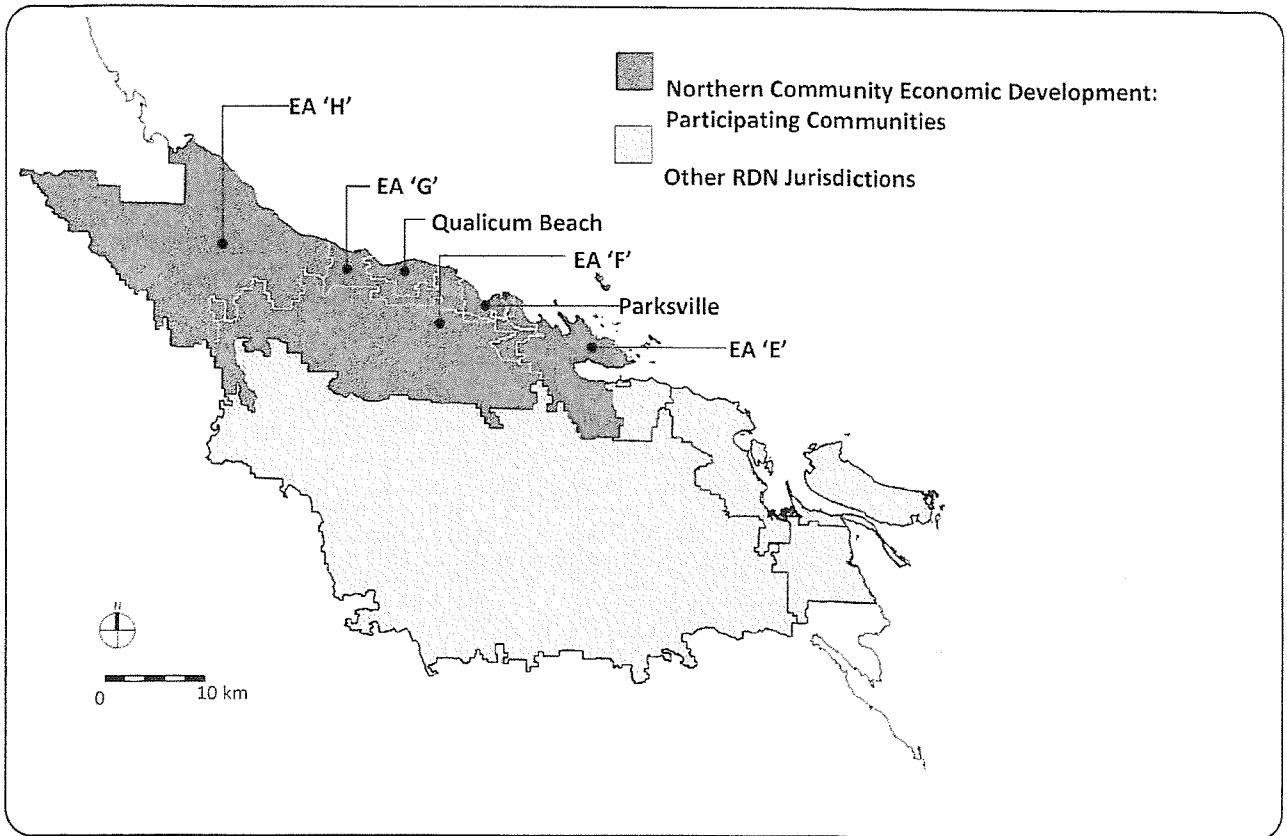 Northern Community Economic Development:
Participating Communities
Other RDN Jurisdictions
EA ‘H’
EA ‘G’
Qualicum Beach
EA ‘F’
Parksville
EA ‘E’
N
0
10 km